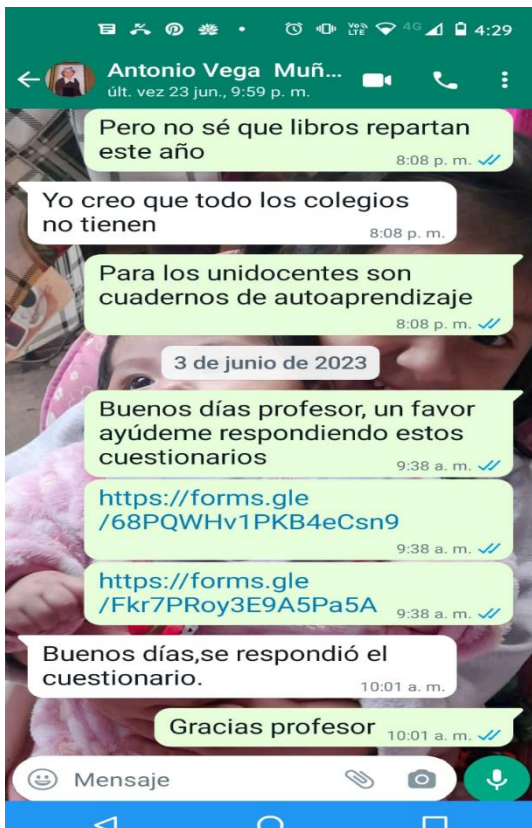 4:29
Antonio Vega Muñ...
últ. vez 23 jun., 9:59 p. m.
Pero no sé que libros repartan
este año
8:08 p. m.
Yo creo que todo los colegios
no tienen
8:08 p. m.
Para los unidocentes son
cuadernos de autoaprendizaje
8:08 p. m.
3 de junio de 2023
Buenos días profesor, un favor
ayúdeme respondiendo estos
cuestionarios
9:38 a. m.
https://forms.gle
/68PQWHv1PKB4eCsn9
9:38 a. m.
https://forms.gle
/Fkr7PRoy3E9A5Pa5A
9:38 a. m.
Buenos días,se respondió el
cuestionario.
10:01 a. m.
Gracias profesor
10:01 a. m.
Mensaje